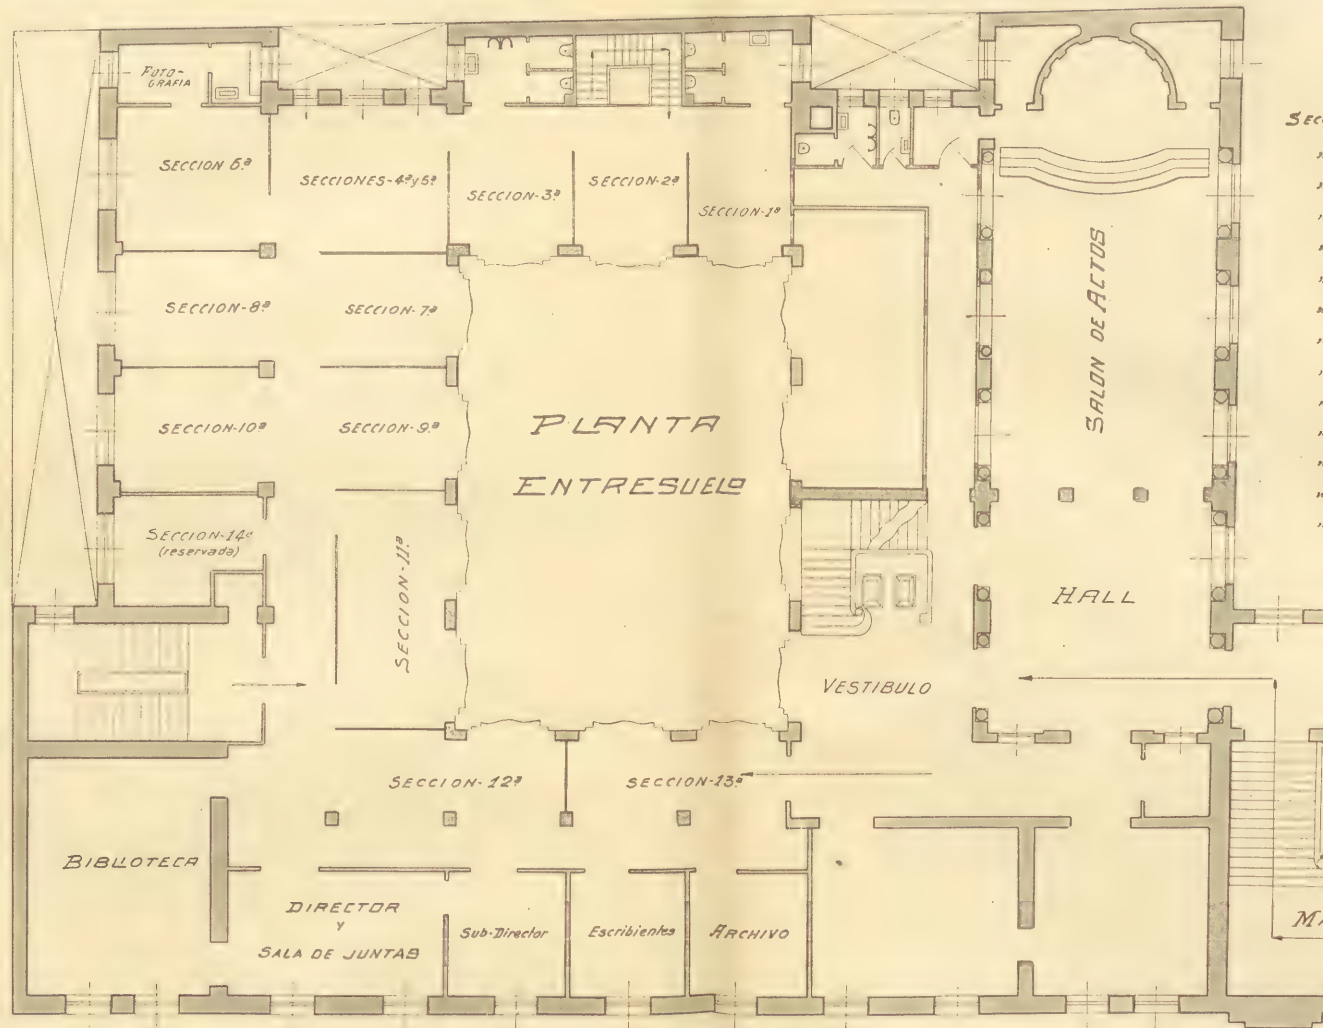 FOTO-
GRAFIA
SECCION 6ª
SECCIONES-4ª y 5ª
SECCION-3ª
SECCION-2ª
SECCION-1ª
SECCION-8ª
SECCION-7ª
SECCION-10ª
SECCION-9ª
SECCION-14ª
(reservada)
SECCION-11ª
PLANTA
ENTRESUELO
SALON DE ACTOS
HALL
VESTIBULO
SECCION-12ª
SECCION-13ª
BIBLIOTECA
DIRECTOR
Y
SALA DE JUNTAS
Sub-Director
Escribientes
ARCHIVO